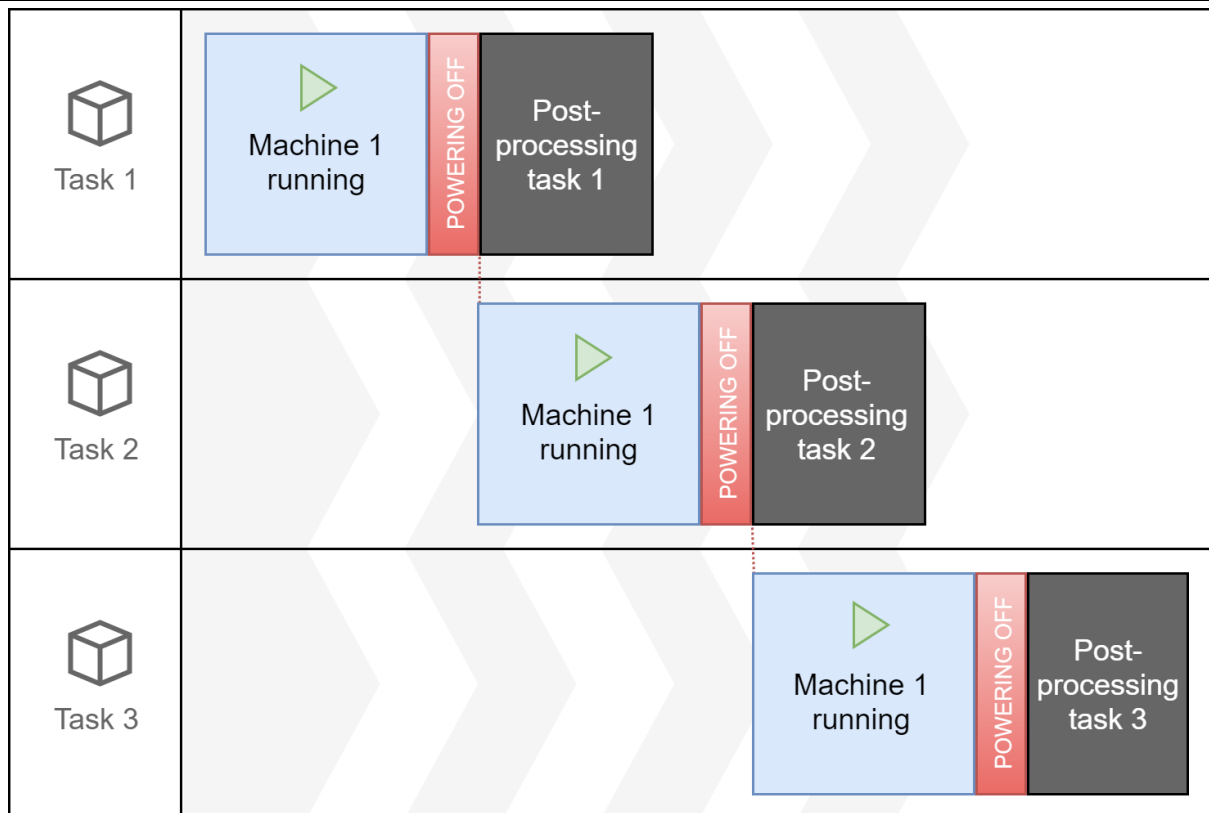 Task 1
Machine 1
running
POWERING OFF
Post-
processing
task 1
Task 2
Machine 1
running
POWERING OFF
Post-
processing
task 2
Task 3
Machine 1
running
POWERING OFF
Post-
processing
task 3